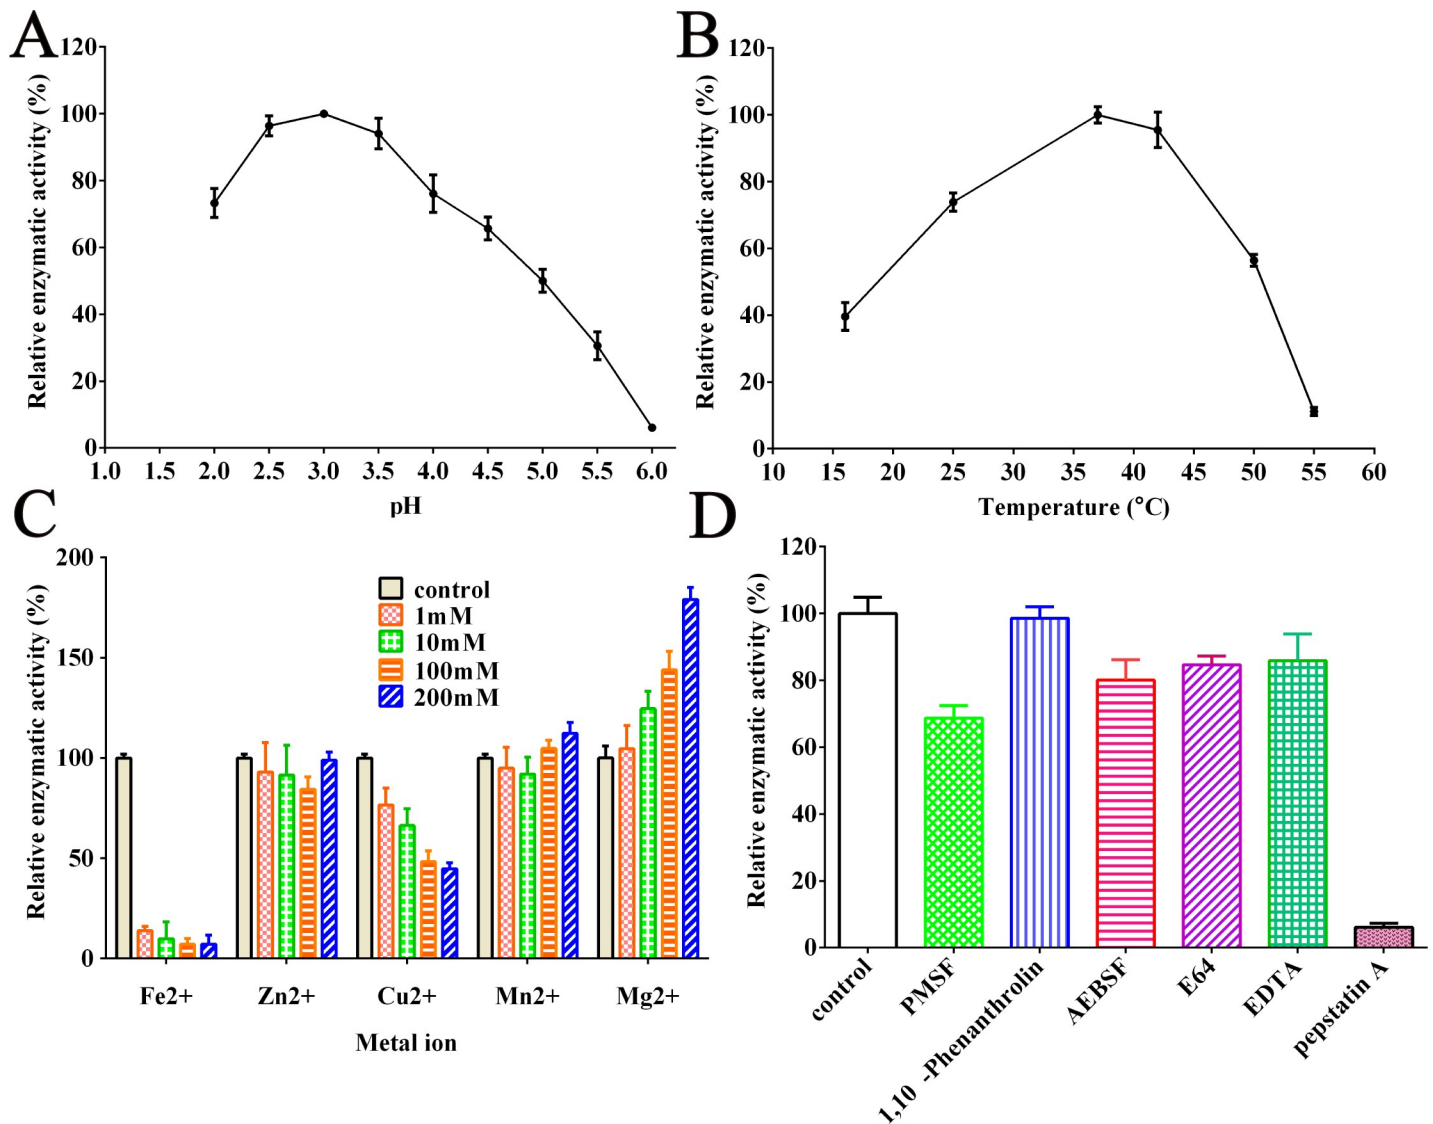 A
Relative enzymatic activity (%)
120
100
80
60
40
20
0
1.0 1.5 2.0 2.5 3.0 3.5 4.0 4.5 5.0 5.5 6.0
pH
B
Relative enzymatic activity (%)
120
100
80
60
40
20
0
10 15 20 25 30 35 40 45 50 55 60
Temperature (°C)
C
Relative enzymatic activity (%)
200
150
100
50
0
control
1mM
10mM
100mM
200mM
Fe2+ Zn2+ Cu2+ Mn2+ Mg2+
Metal ion
D
Relative enzymatic activity (%)
120
100
80
60
40
20
0
control
PMSF
1,10 -Phenanthrolin
AEBSF
E64
EDTA
pepstatin A